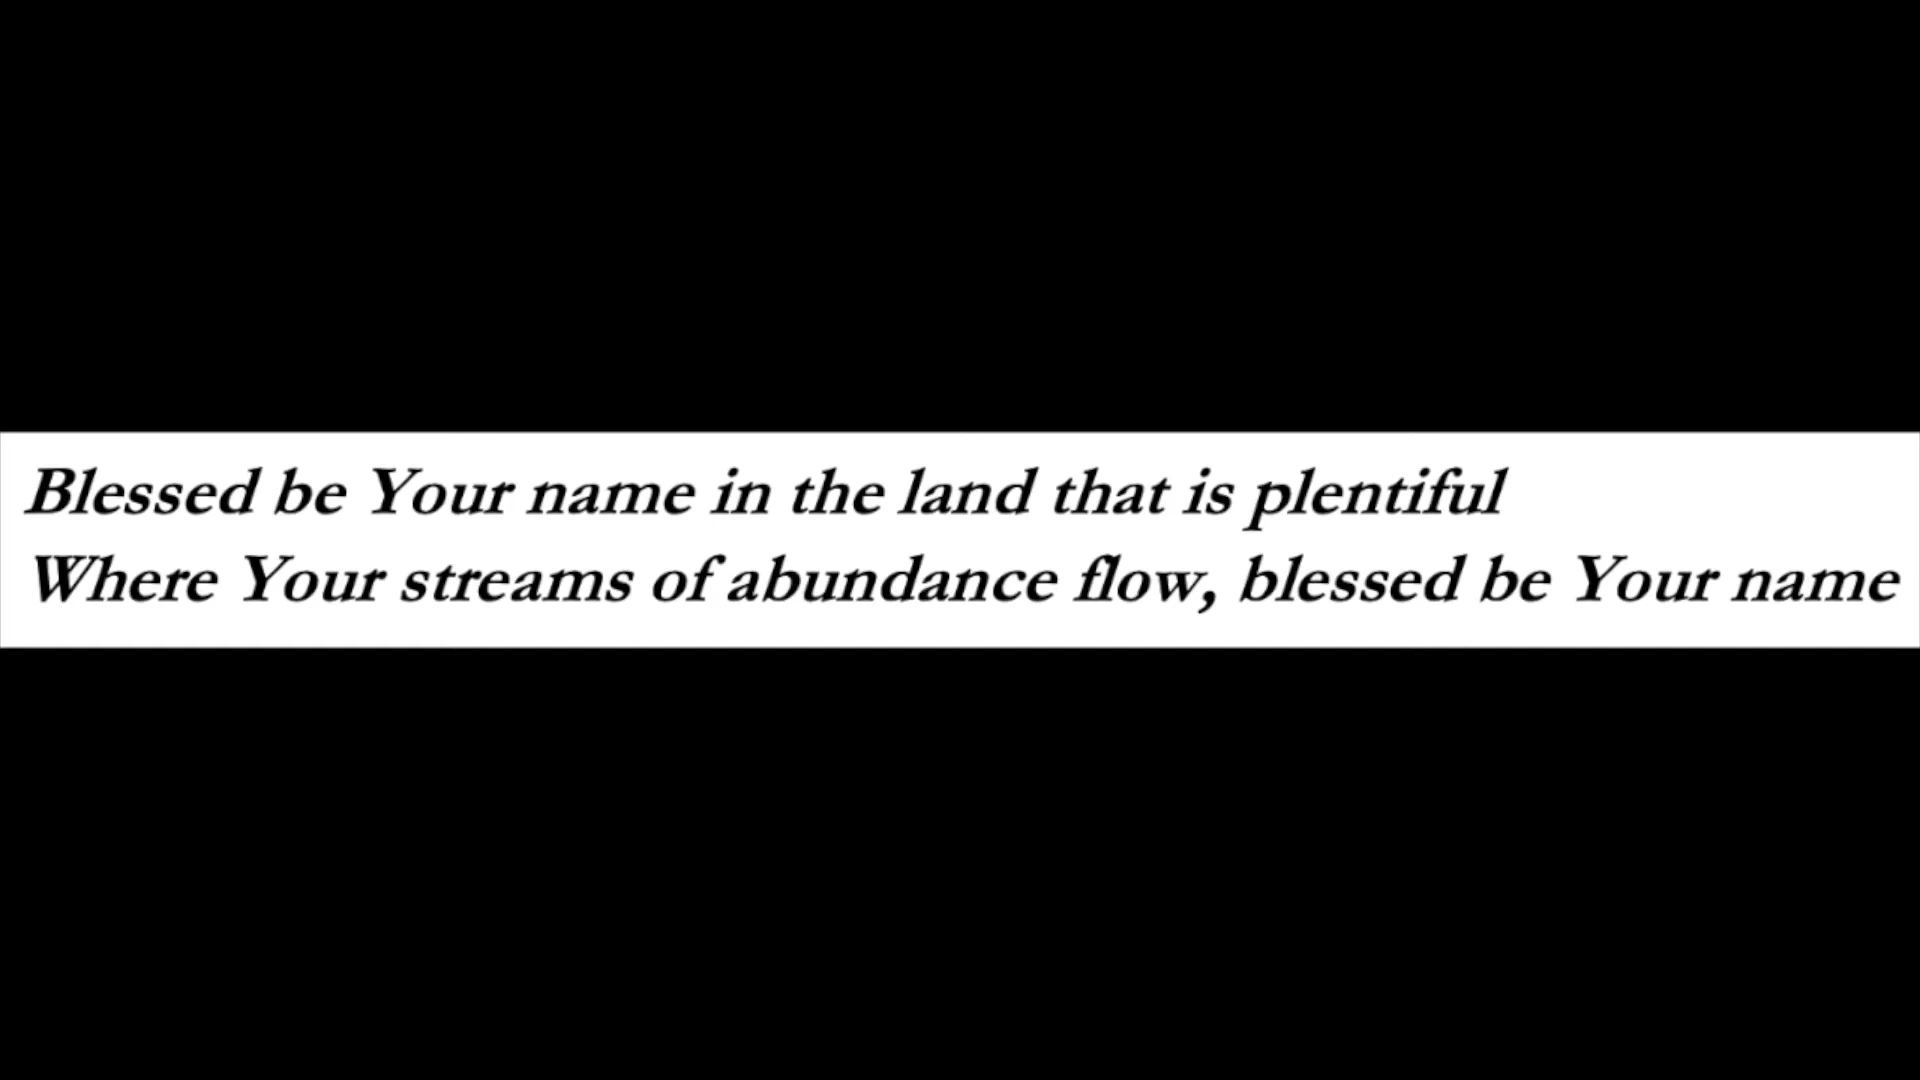 Blessed be Your name in the land that is plentiful
Where Your streams of abundance flow, blessed be Your name